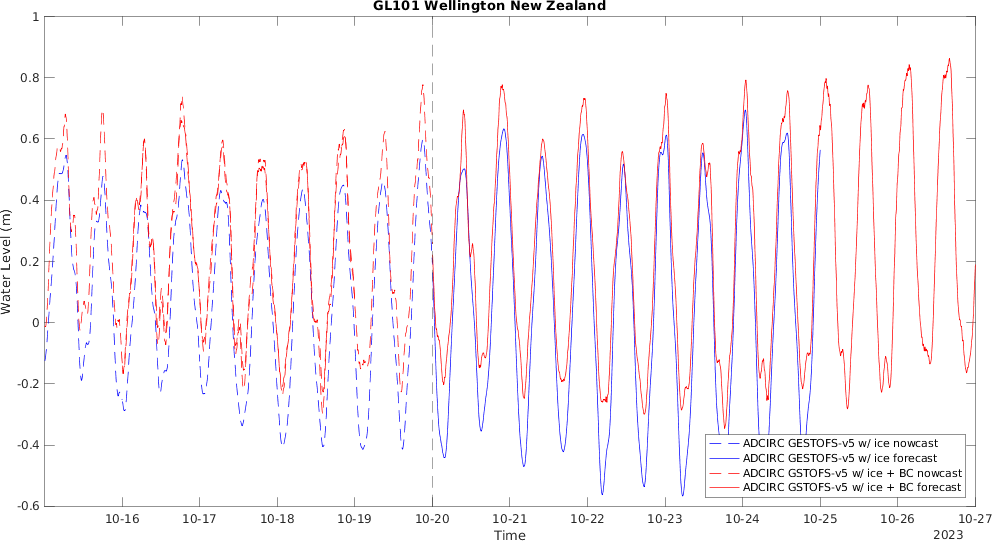 GL101 Wellington New Zealand
Water Level (m)
1
0.8
0.6
0.4
0.2
0
-0.2
-0.4
-0.6
ADCIRC GESTOFS-v5 w/ ice nowcast
ADCIRC GESTOFS-v5 w/ ice forecast
ADCIRC GSTOFS-v5 w/ ice + BC nowcast
ADCIRC GSTOFS-v5 w/ ice + BC forecast
10-16 10-17 10-18 10-19 10-20 10-21 10-22 10-23 10-24 10-25 10-26 10-27
Time
2023